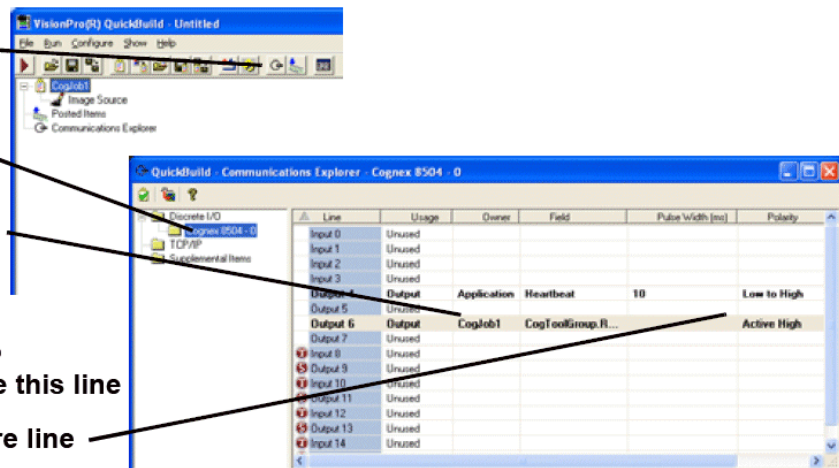 VisionPro(R) QuickBuild - Untitled
File Run Configure Show Help
CogJob1
Image Source
Posted Items
Communications Explorer
QuickBuild - Communications Explorer - Cognex 8504 - 0
Discrete I/O
Cognex 8504 - 0
TCP/IP
Supplemental Items
Line Usage Owner Field Pulse Width (ms) Polarity
Input 0 Unused
Input 1 Unused
Input 2 Unused
Input 3 Unused
Output 4 Output Application Heartbeat 10 Low to High
Output 5 Unused
Output 6 Output CogJob1 CogToolGroup.R... Active High
Output 7 Unused
Input 8 Unused
Output 9 Unused
Input 10 Unused
Output 11 Unused
Input 12 Unused
Output 13 Unused
Input 14 Unused
this line
line